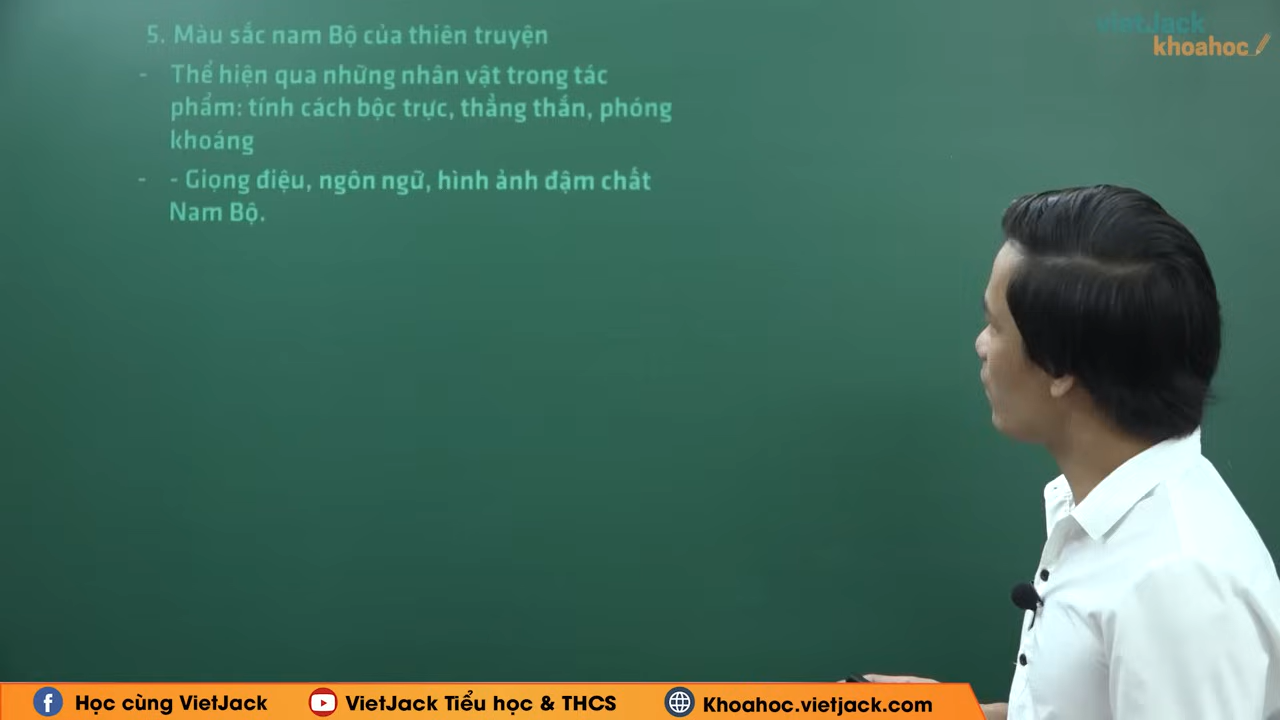 vietJack
khoahoc
5. Màu sắc nam Bộ của thiên truyện
- Thể hiện qua những nhân vật trong tác
phẩm: tính cách bộc trực, thẳng thắn, phóng
khoáng
- - Giọng điệu, ngôn ngữ, hình ảnh đậm chất
Nam Bộ.
Học cùng VietJack
VietJack Tiểu học & THCS
Khoahoc.vietjack.com